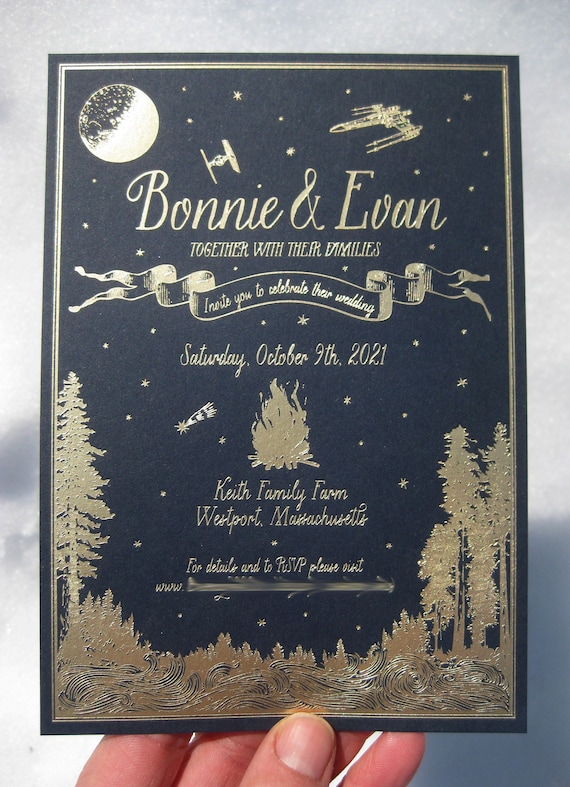 Bonnie & Evan
TOGETHER WITH THEIR FAMILIES
Invite you to celebrate their wedding
Saturday, October 9th, 2021
Keith Family Farm
Westport, Massachusetts
For details and to RSVP please visit
www.